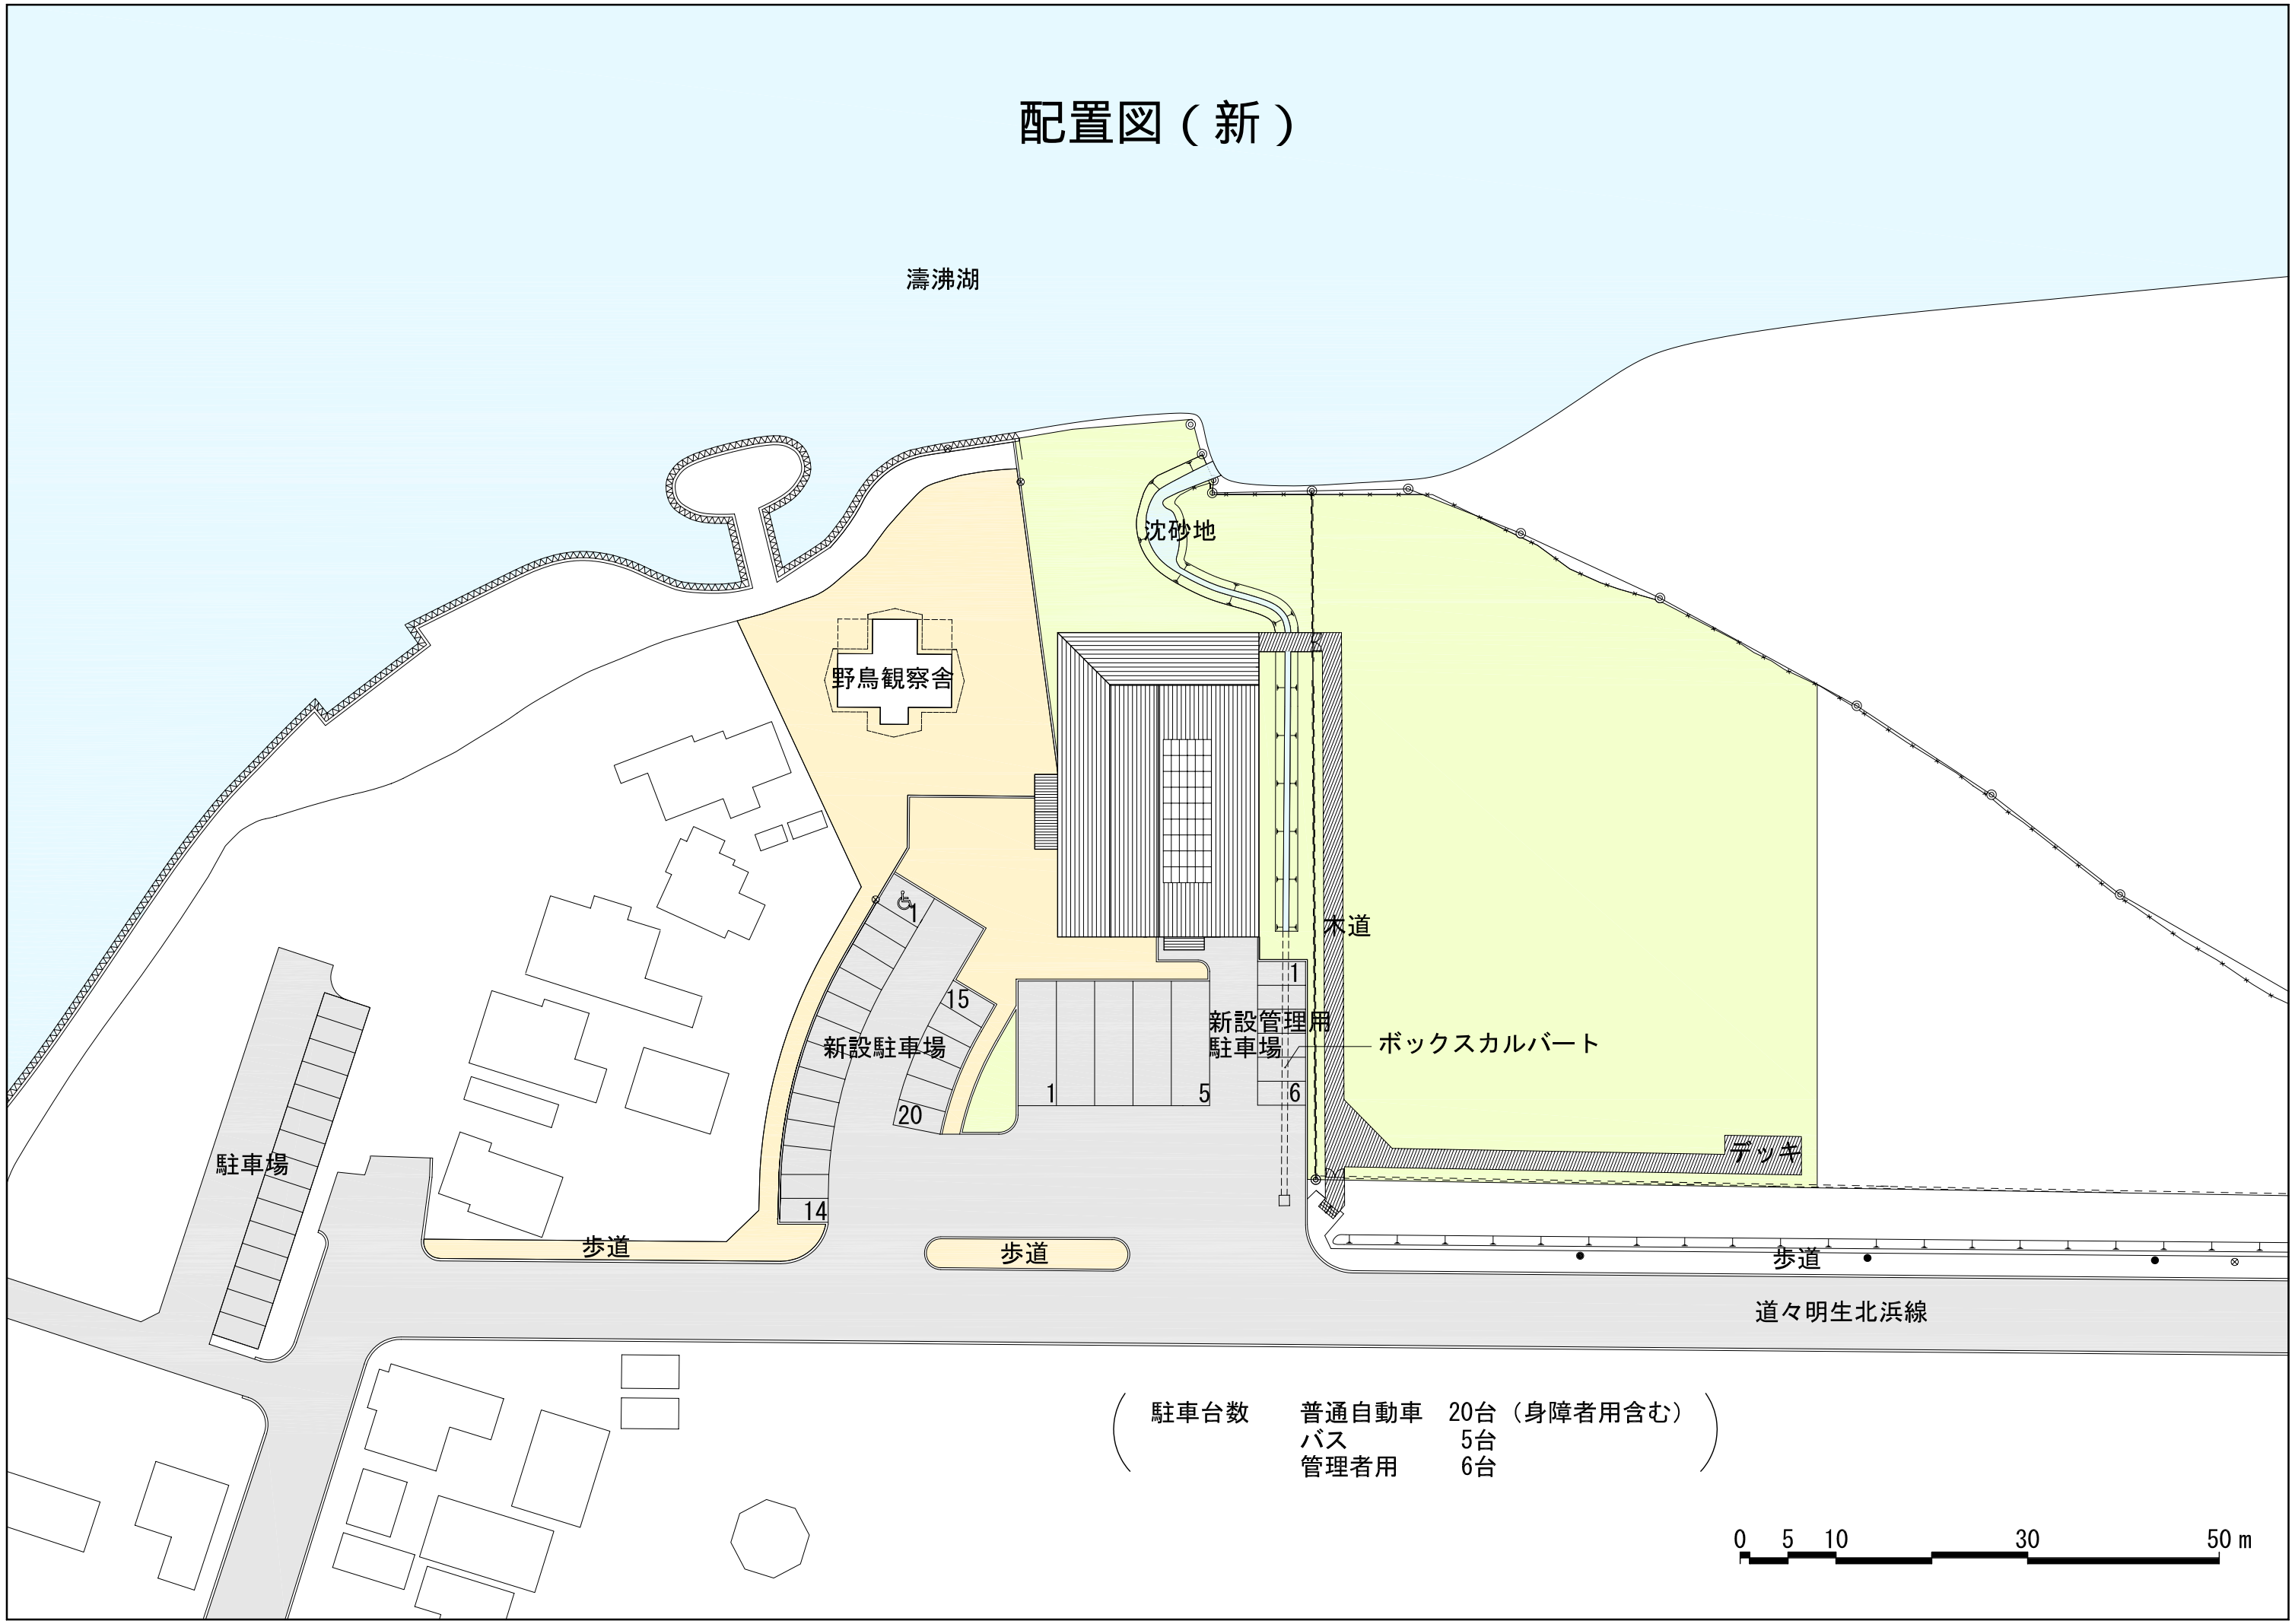 配置図（新）
濤沸湖
沈砂地
野鳥観察舎
1
木道
1
15
新設管理用
駐車場
新設駐車場
ボックスカルバート
1
5
6
20
デッキ
駐車場
14
歩道
歩道
歩道
道々明生北浜線
駐車台数 普通自動車 20台（身障者用含む）
バス 5台
管理者用 6台
0 5 10 30 50 m